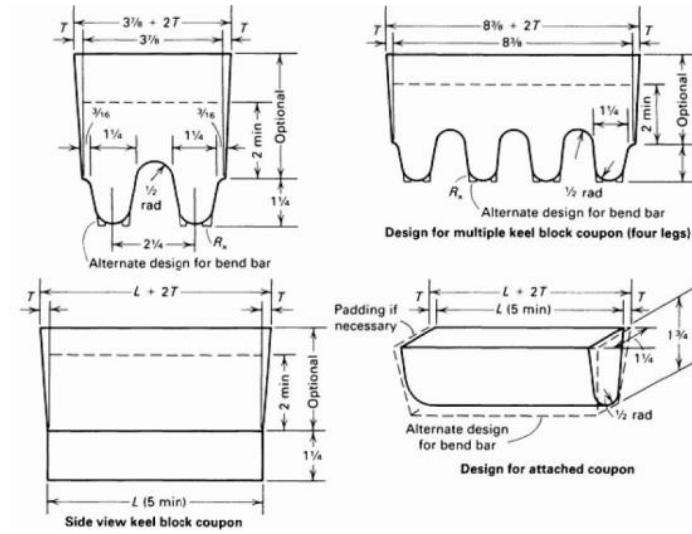 3⅞ + 2T
T
3⅞
T
3/16
1¼
1¼
2 min
Optional
½
rad
1¼
Rₓ
2¼
Alternate design for bend bar
8⅜ + 2T
T
8⅜
T
1¼
2 min
Optional
Rₓ
½ rad
Alternate design for bend bar
Design for multiple keel block coupon (four legs)
L + 2T
T
T
2 min
Optional
1¼
L (5 min)
Side view keel block coupon
L + 2T
T
T
Padding if
necessary
L (5 min)
1¾
1¼
½ rad
Alternate design
for bend bar
Design for attached coupon